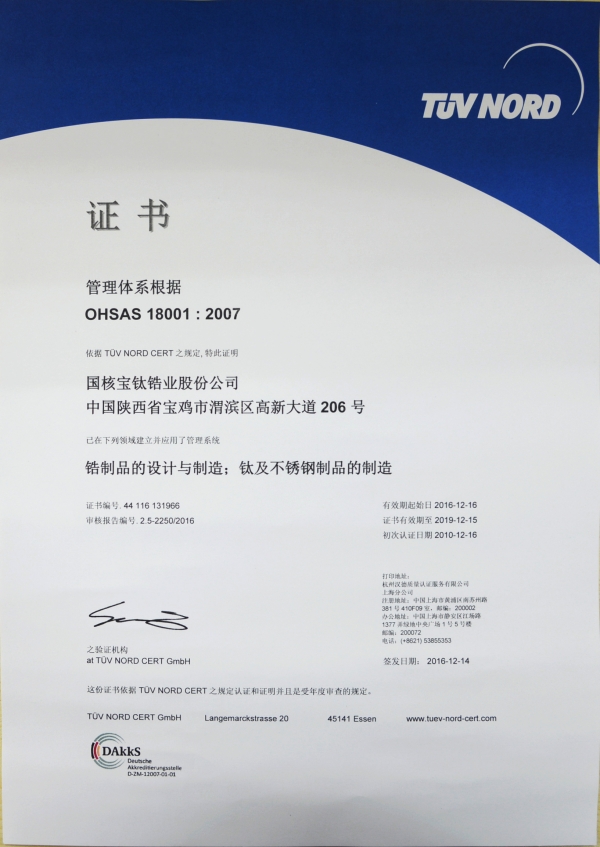 TÜV NORD
证 书
管理体系根据
OHSAS 18001 : 2007
依据 TÜV NORD CERT 之规定, 特此证明
国核宝钛锆业股份公司
中国陕西省宝鸡市渭滨区高新大道 206 号
已在下列领域建立并应用了管理系统
锆制品的设计与制造；钛及不锈钢制品的制造
证书编号. 44 116 131966
审核报告编号. 2.5-2250/2016
有效期起始日 2016-12-16
证书有效期至 2019-12-15
初次认证日期 2010-12-16
打印地址:
杭州汉德质量认证服务有限公司
上海分公司
注册地址: 中国上海市黄浦区南苏州路
381 号 410F09 室, 邮编: 200002
办公地址: 中国上海市静安区江场路
1377 弄绿地中央广场 1 号 5 号楼
邮编: 200072
电话: (+8621) 53855353
之验证机构
at TÜV NORD CERT GmbH
签发日期: 2016-12-14
这份证书依据 TÜV NORD CERT 之规定认证和证明并且是受年度审查的规定。
TÜV NORD CERT GmbH Langemarckstrasse 20 45141 Essen www.tuev-nord-cert.com
DAkkS
Deutsche
Akkreditierungsstelle
D-ZM-12007-01-01